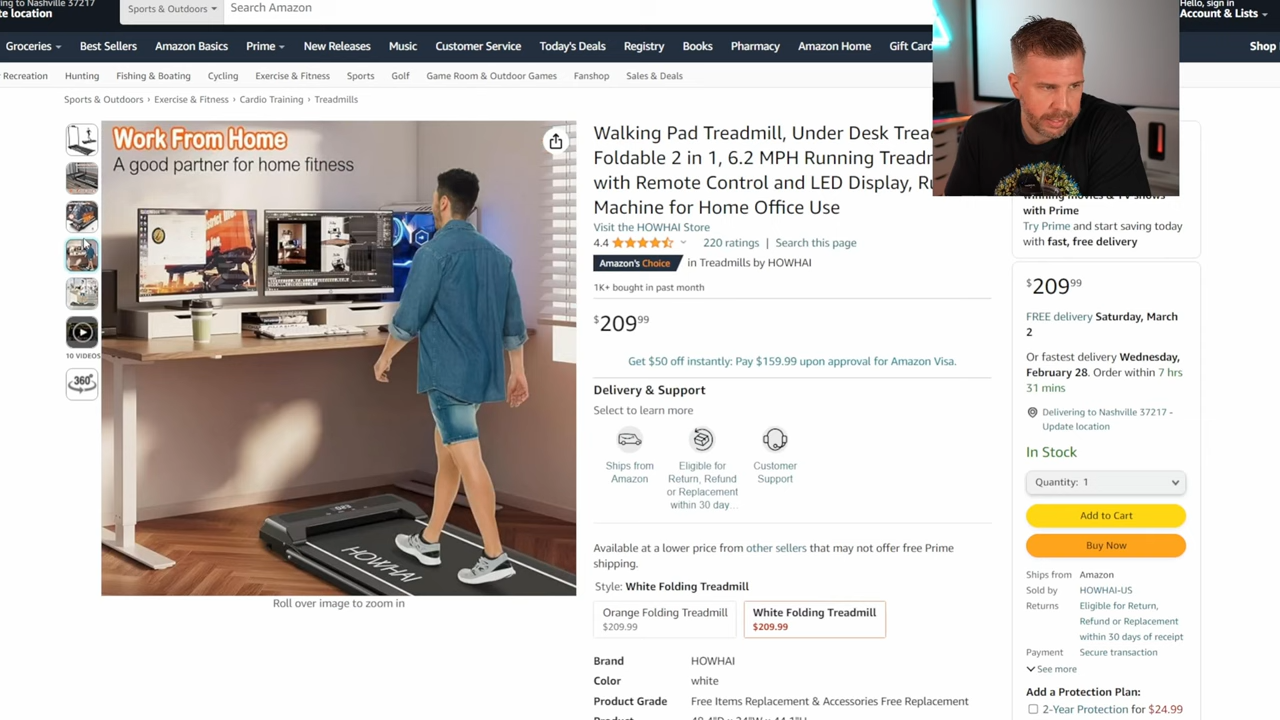 ring to Nashville 37217
te location
Sports & Outdoors
Search Amazon
Hello, sign in
Account & Lists
Groceries
Best Sellers
Amazon Basics
Prime
New Releases
Music
Customer Service
Today's Deals
Registry
Books
Pharmacy
Amazon Home
Gift Card
Shop
Recreation
Hunting
Fishing & Boating
Cycling
Exercise & Fitness
Sports
Golf
Game Room & Outdoor Games
Fanshop
Sales & Deals
Sports & Outdoors › Exercise & Fitness › Cardio Training › Treadmills
Work From Home
A good partner for home fitness
HOWHAI
10 VIDEOS
360°
Roll over image to zoom in
Walking Pad Treadmill, Under Desk Trea
Foldable 2 in 1, 6.2 MPH Running Treadm
with Remote Control and LED Display, Ru
Machine for Home Office Use
Visit the HOWHAI Store
4.4
220 ratings | Search this page
Amazon's Choice in Treadmills by HOWHAI
1K+ bought in past month
$209.99
Get $50 off instantly: Pay $159.99 upon approval for Amazon Visa.
Delivery & Support
Select to learn more
Ships from
Amazon
Eligible for
Return, Refund
or Replacement
within 30 day...
Customer
Support
Available at a lower price from other sellers that may not offer free Prime
shipping.
Style: White Folding Treadmill
Orange Folding Treadmill
$209.99
White Folding Treadmill
$209.99
Brand HOWHAI
Color white
Product Grade Free Items Replacement & Accessories Free Replacement
with Prime
Try Prime and start saving today
with fast, free delivery
$209.99
FREE delivery Saturday, March
2
Or fastest delivery Wednesday,
February 28. Order within 7 hrs
31 mins
Delivering to Nashville 37217 -
Update location
In Stock
Quantity: 1
Add to Cart
Buy Now
Ships from Amazon
Sold by HOWHAI-US
Returns Eligible for Return,
Refund or Replacement
within 30 days of receipt
Payment Secure transaction
See more
Add a Protection Plan:
2-Year Protection for $24.99